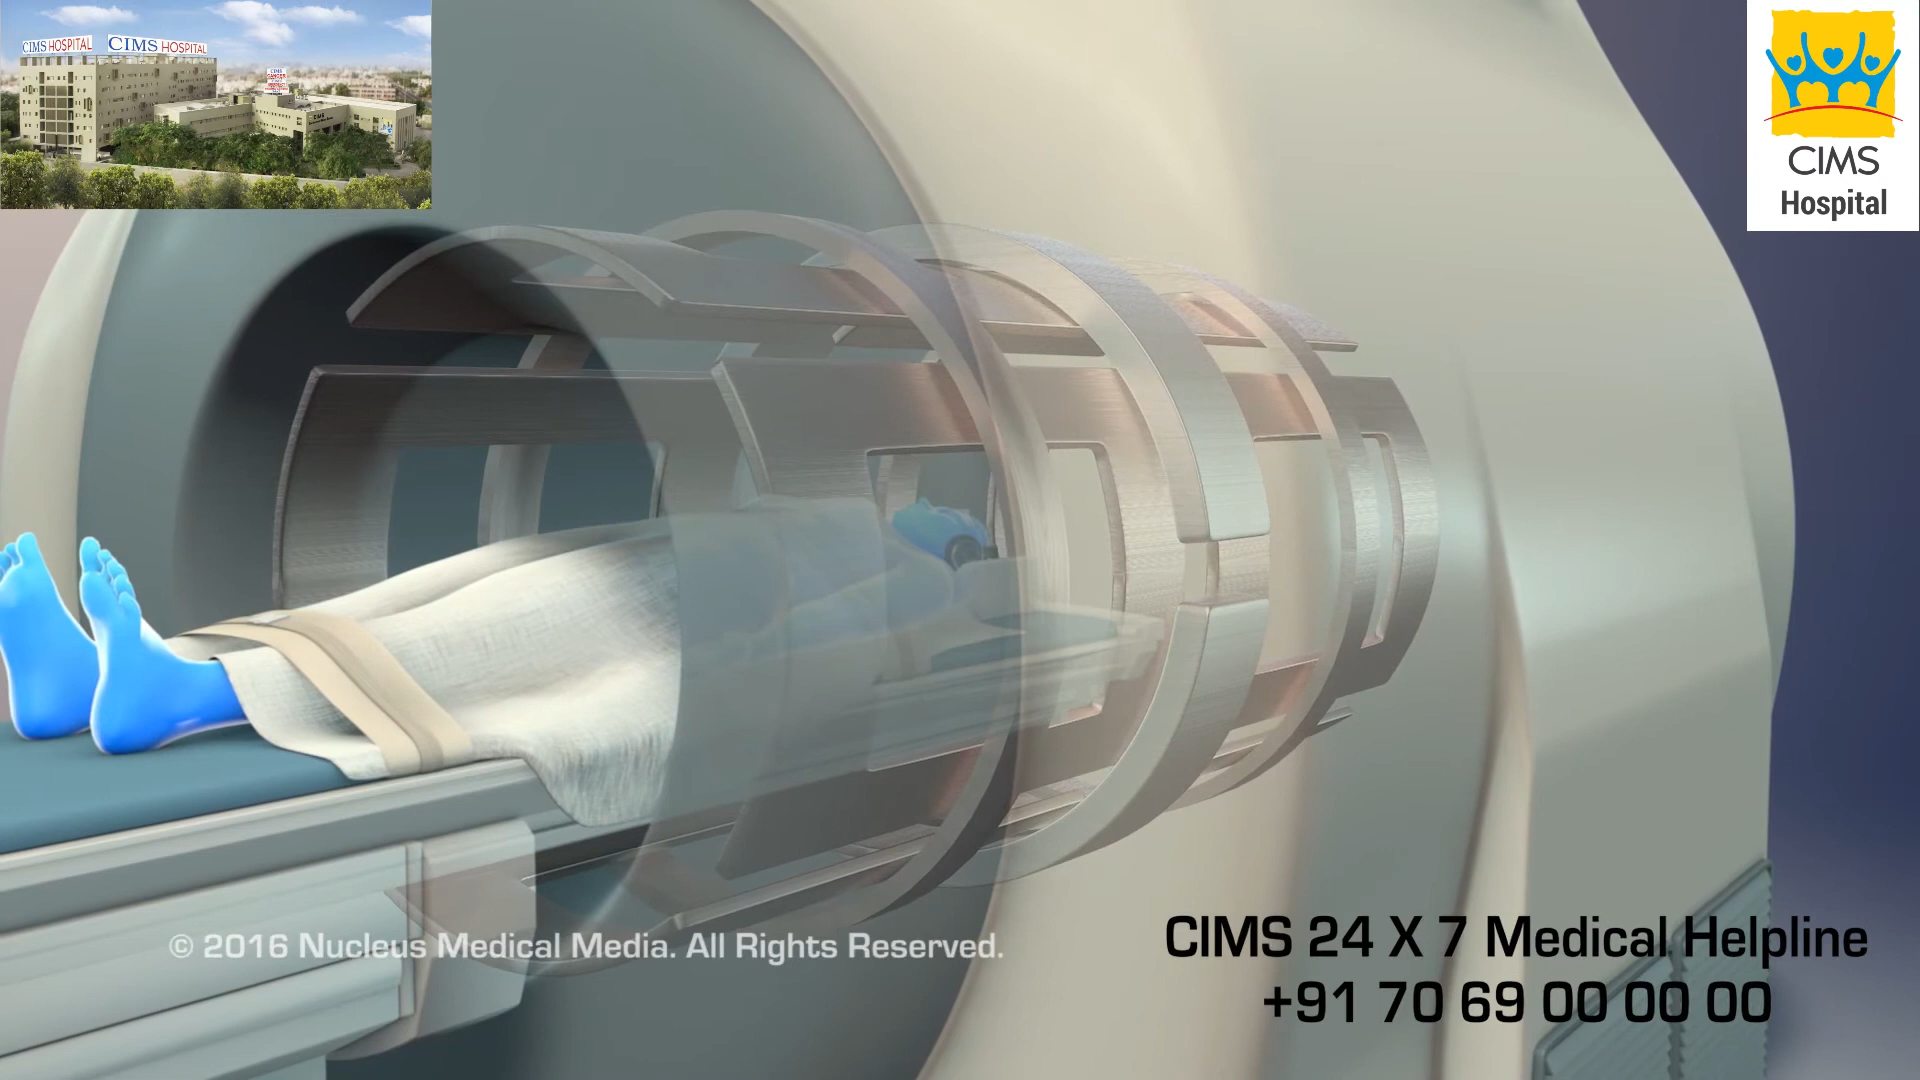 CIMS HOSPITAL CIMS HOSPITAL
CIMS
CIMS
Hospital
© 2016 Nucleus Medical Media. All Rights Reserved.
CIMS 24 X 7 Medical Helpline
+91 70 69 00 00 00